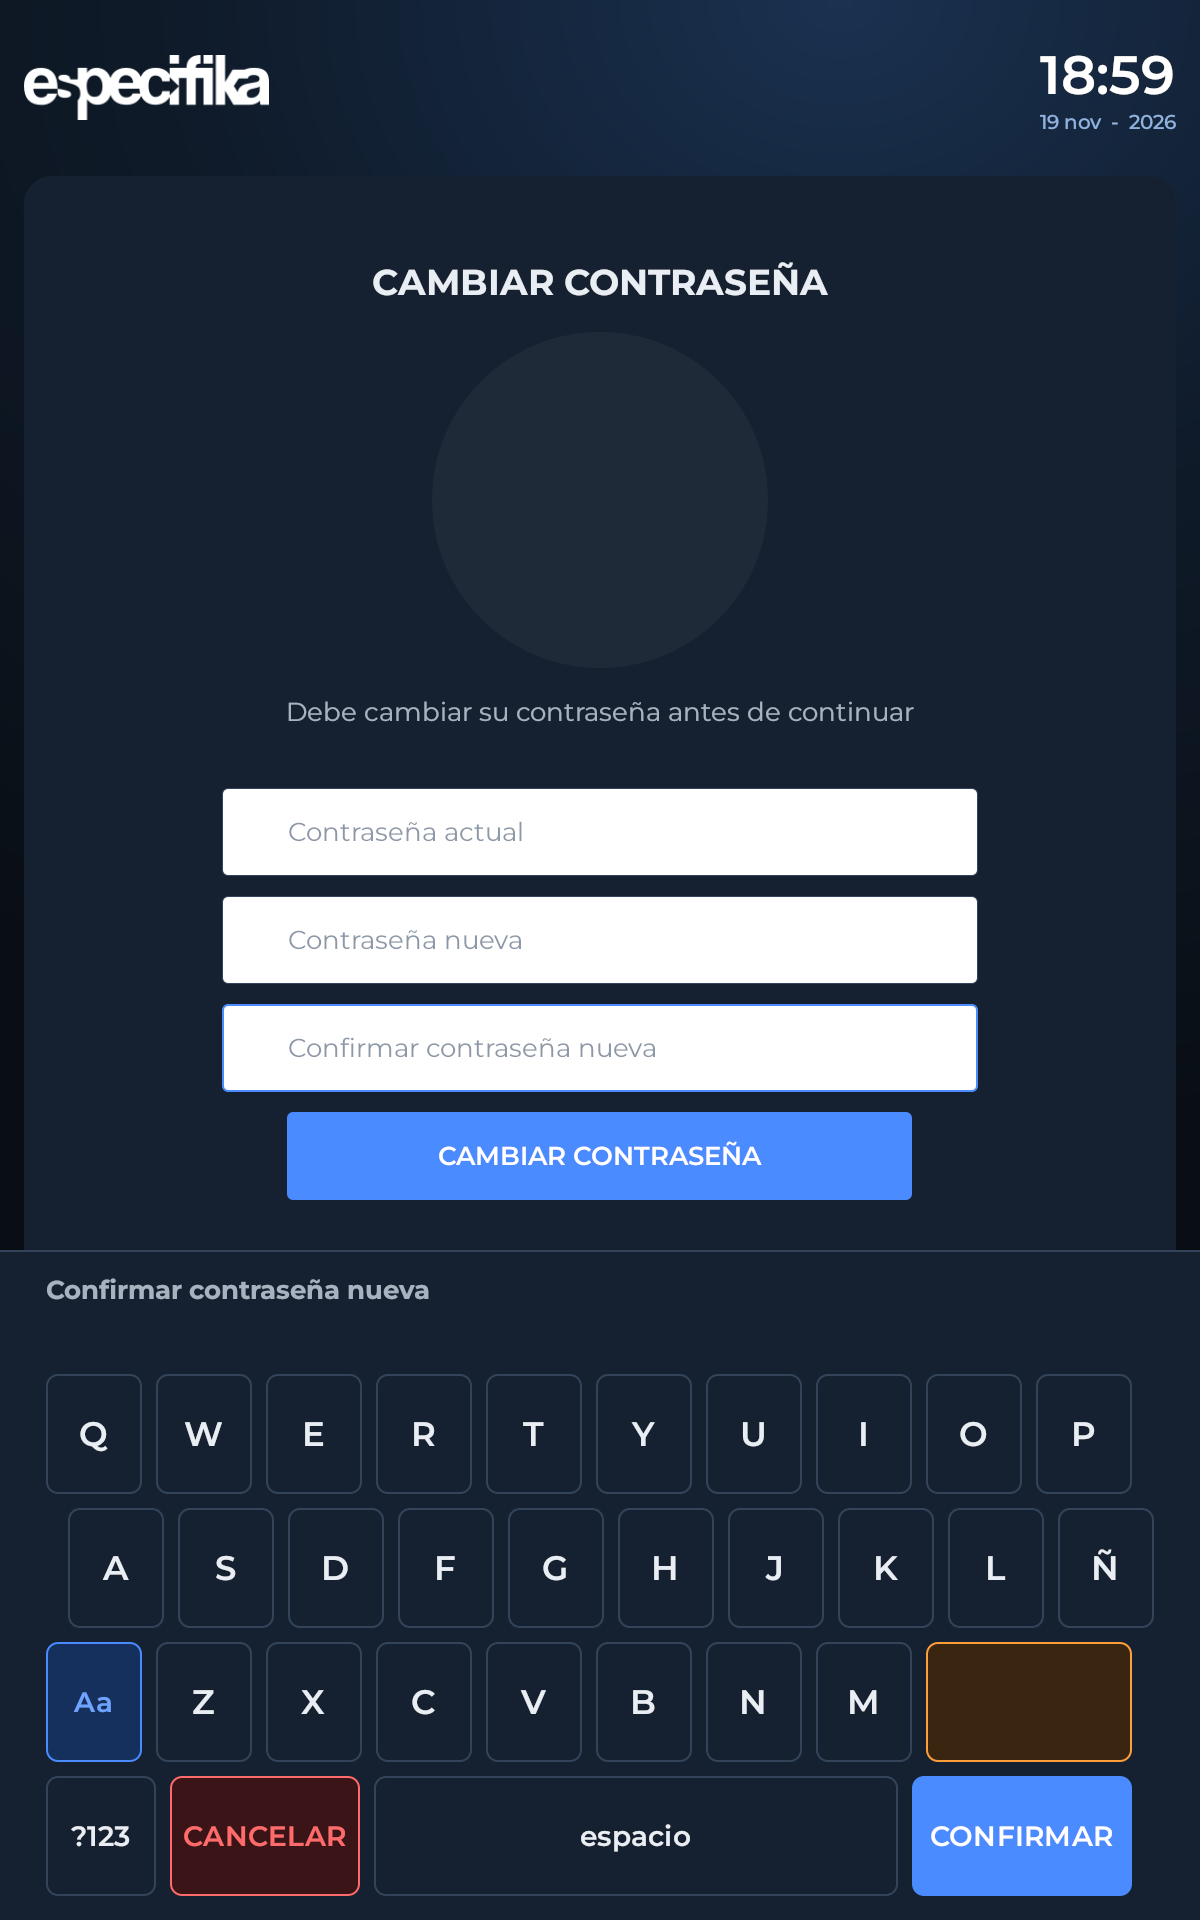 especifika
18:59
19 nov - 2026
CAMBIAR CONTRASEÑA
Debe cambiar su contraseña antes de continuar
Contraseña actual
Contraseña nueva
Confirmar contraseña nueva
CAMBIAR CONTRASEÑA
Confirmar contraseña nueva
Q W E R T Y U I O P
A S D F G H J K L Ñ
Aa Z X C V B N M
?123 CANCELAR espacio CONFIRMAR